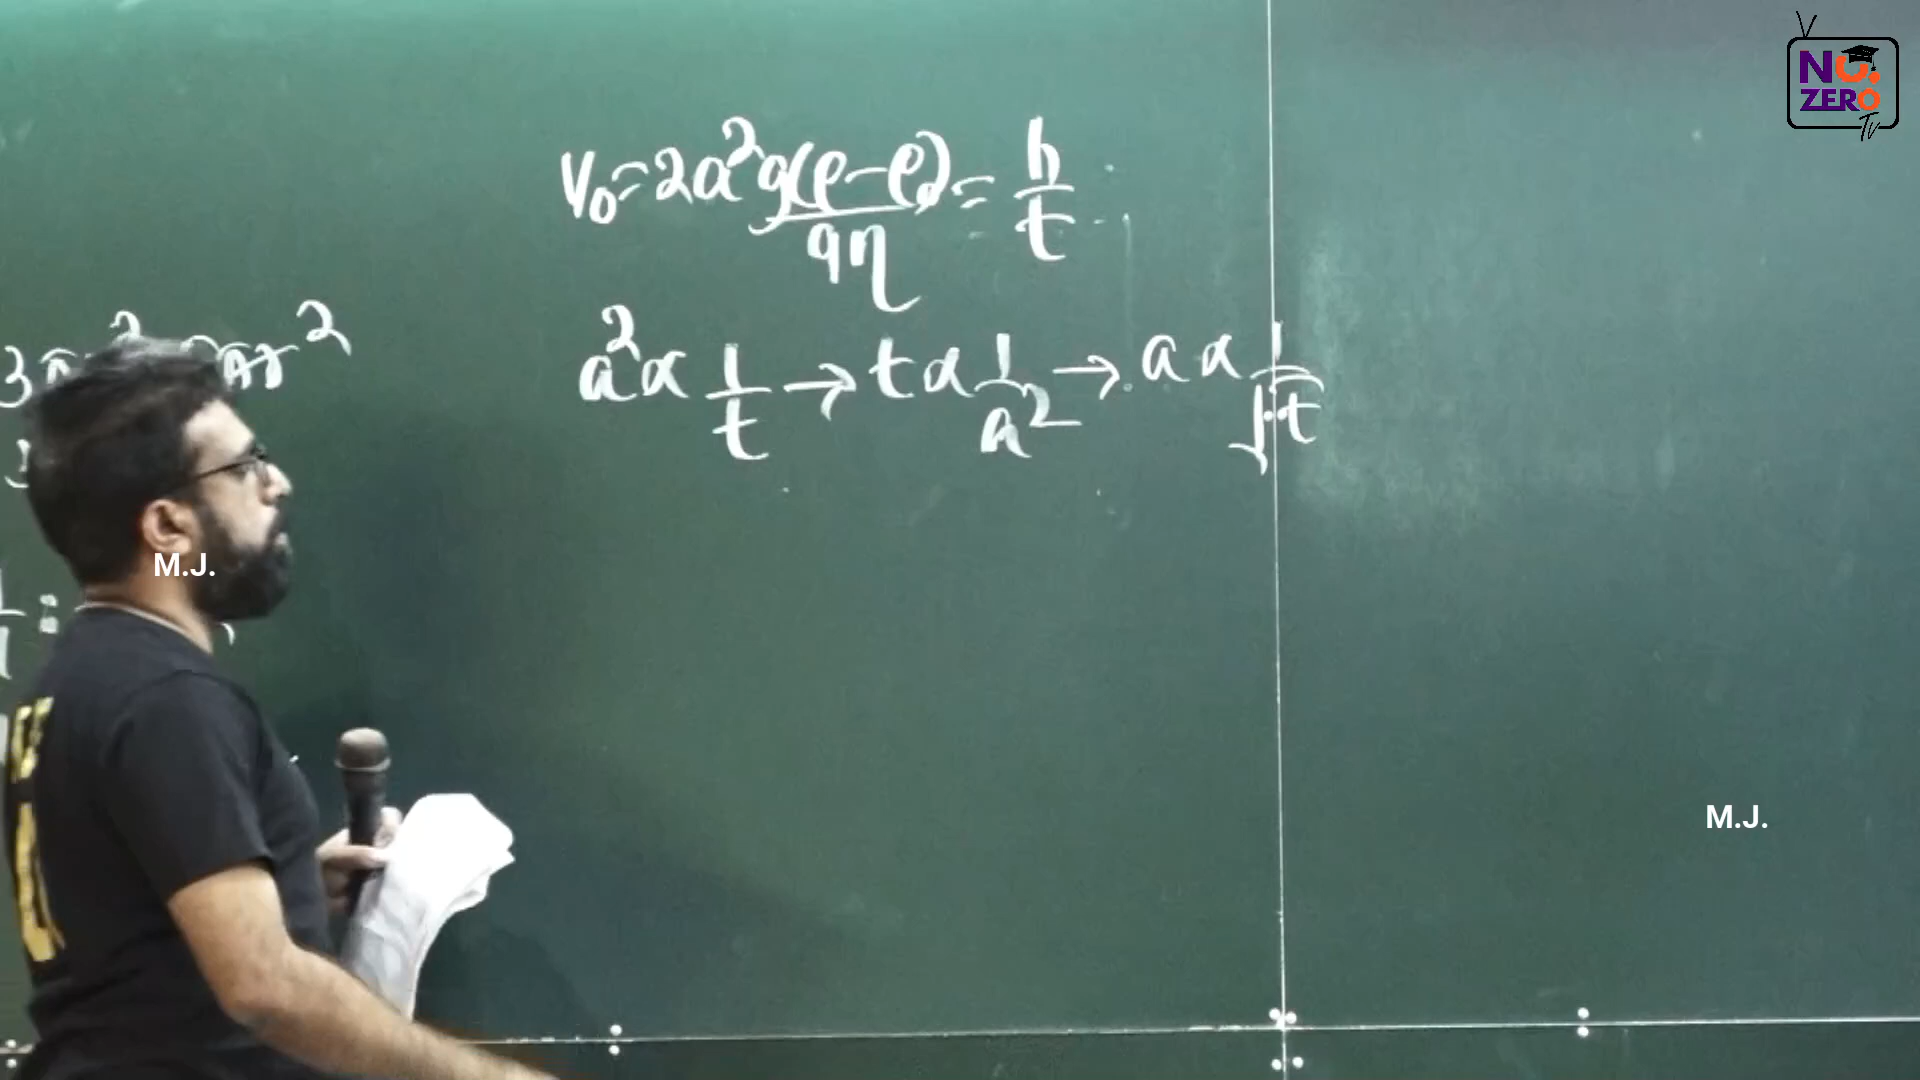 NO.
ZERO
TV
V₀ = 2a²g(ρ-ρ₀)/9η = h/t
a² ∝ 1/t → t ∝ 1/a² → a ∝ 1/√t
M.J.
M.J.